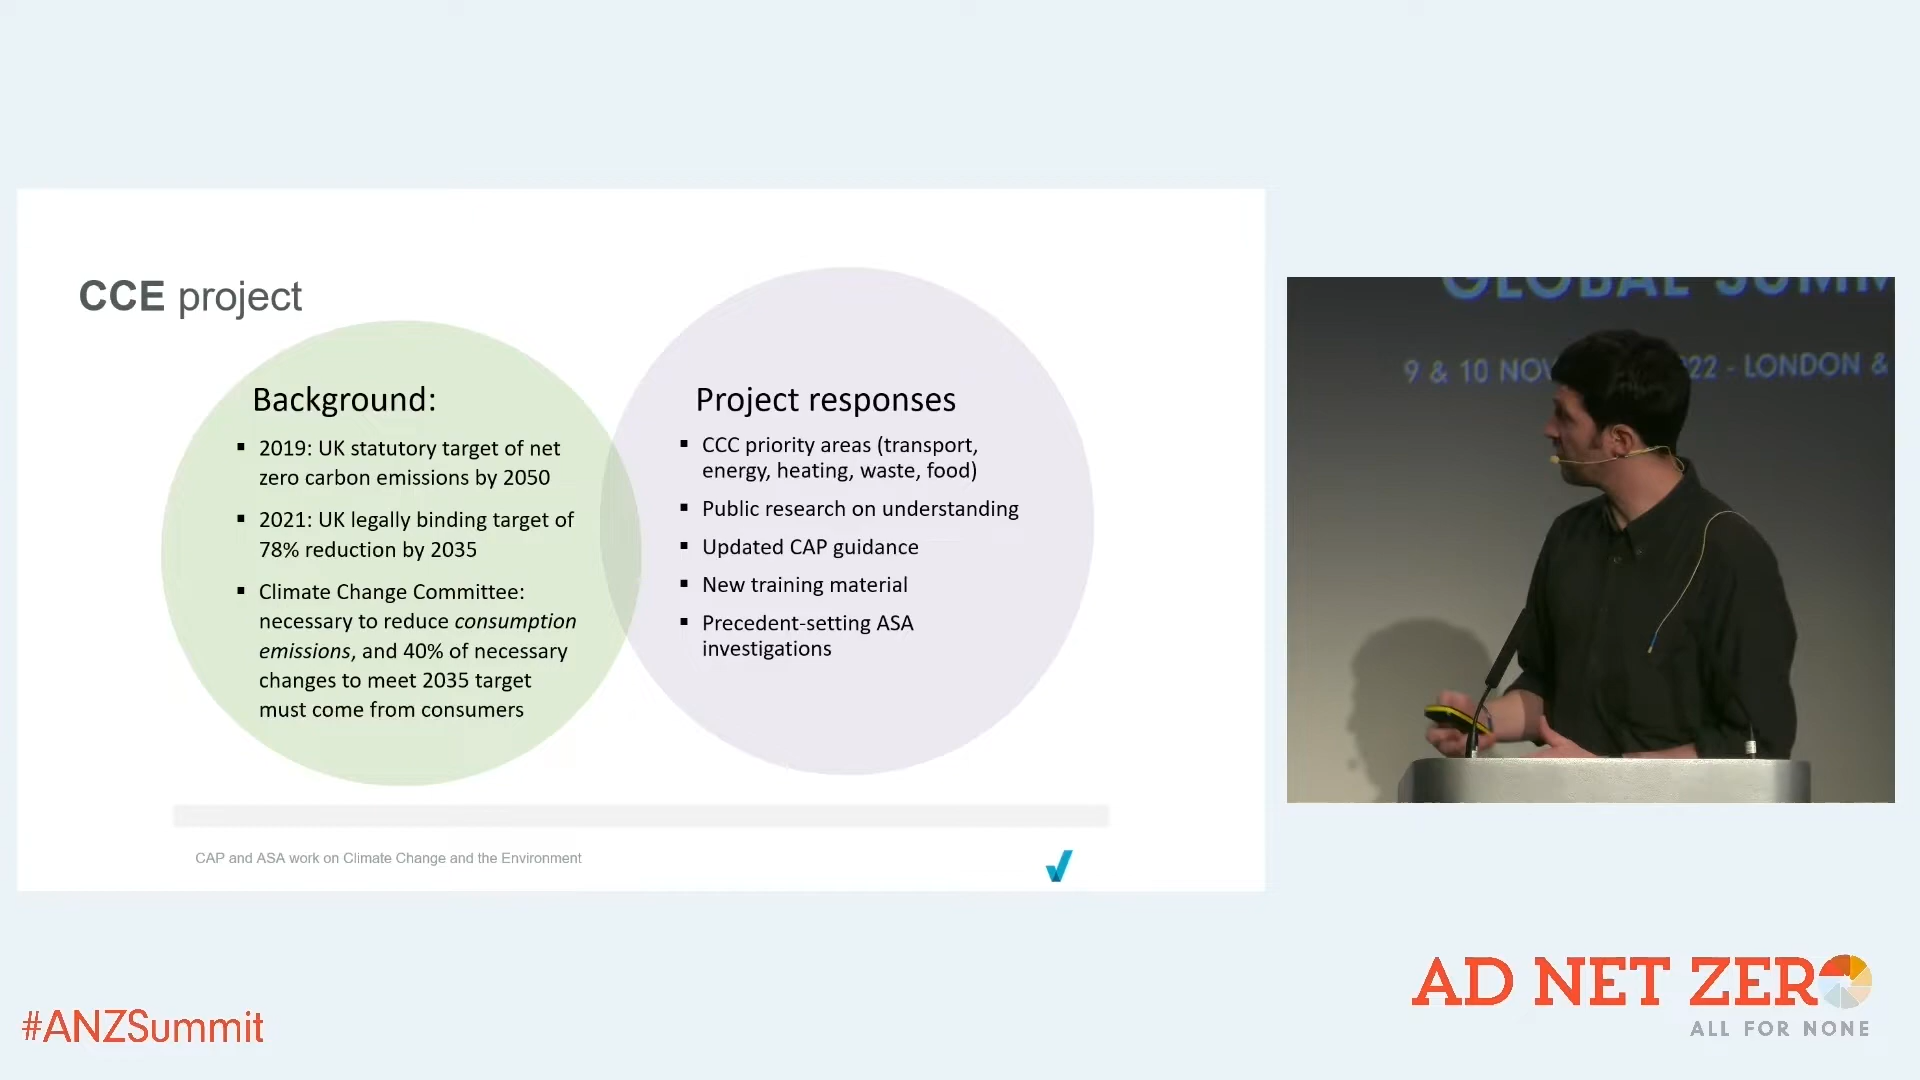 CCE project
Background:
▪ 2019: UK statutory target of net
zero carbon emissions by 2050
▪ 2021: UK legally binding target of
78% reduction by 2035
▪ Climate Change Committee:
necessary to reduce consumption
emissions, and 40% of necessary
changes to meet 2035 target
must come from consumers
Project responses
▪ CCC priority areas (transport,
energy, heating, waste, food)
▪ Public research on understanding
▪ Updated CAP guidance
▪ New training material
▪ Precedent-setting ASA
investigations
CAP and ASA work on Climate Change and the Environment
GLOBAL SUMM
9 & 10 NOV 22 - LONDON &
#ANZSummit
AD NET ZERO
ALL FOR NONE